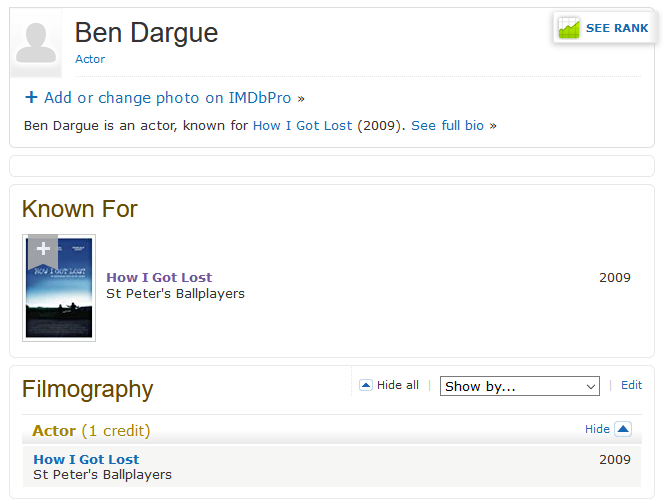 Ben Dargue
SEE RANK
Actor
+ Add or change photo on IMDbPro »
Ben Dargue is an actor, known for How I Got Lost (2009). See full bio »
Known For
HOW I GOT LOST
How I Got Lost 2009
St Peter's Ballplayers
Filmography
Hide all | Show by... | Edit
Actor (1 credit) Hide
How I Got Lost 2009
St Peter's Ballplayers